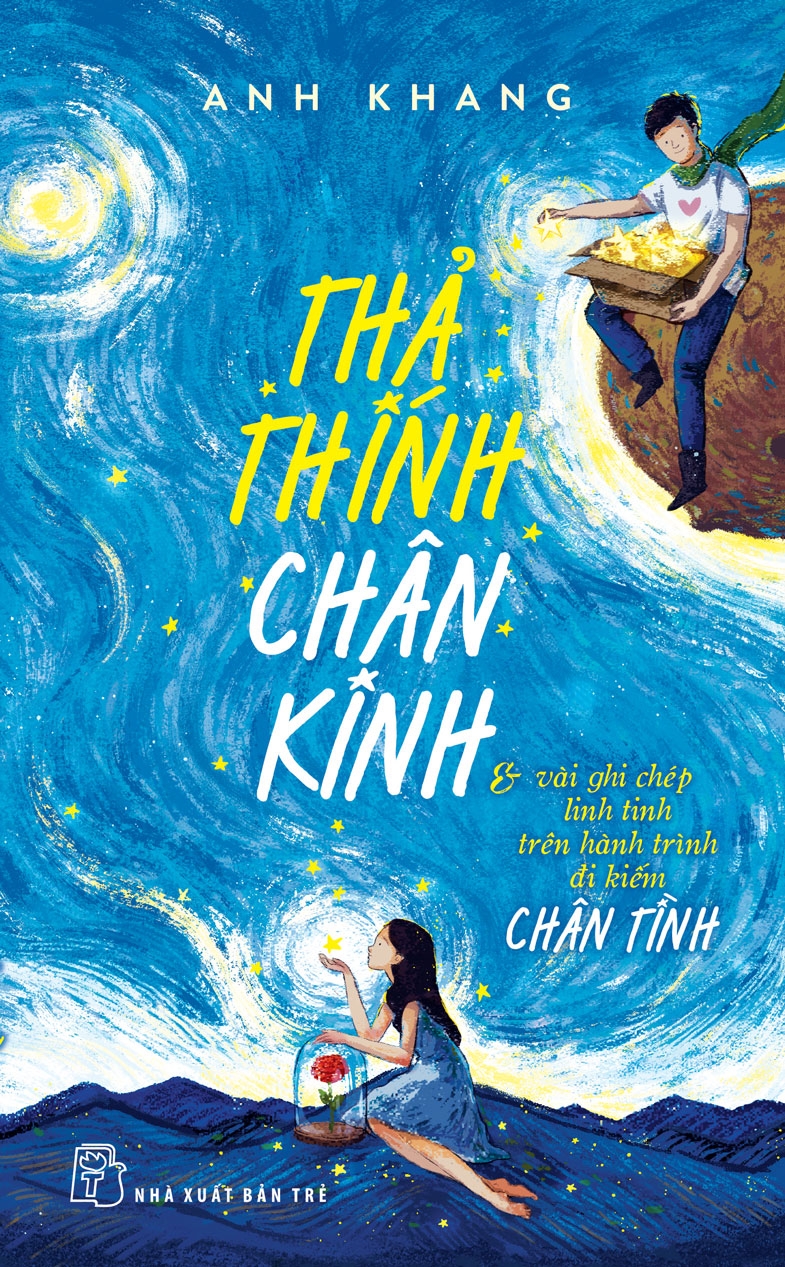 ANH KHANG
THẢ
THÍNH
CHÂN
KINH
& vài ghi chép
linh tinh
trên hành trình
đi kiếm
CHÂN TÌNH
NHÀ XUẤT BẢN TRẺ